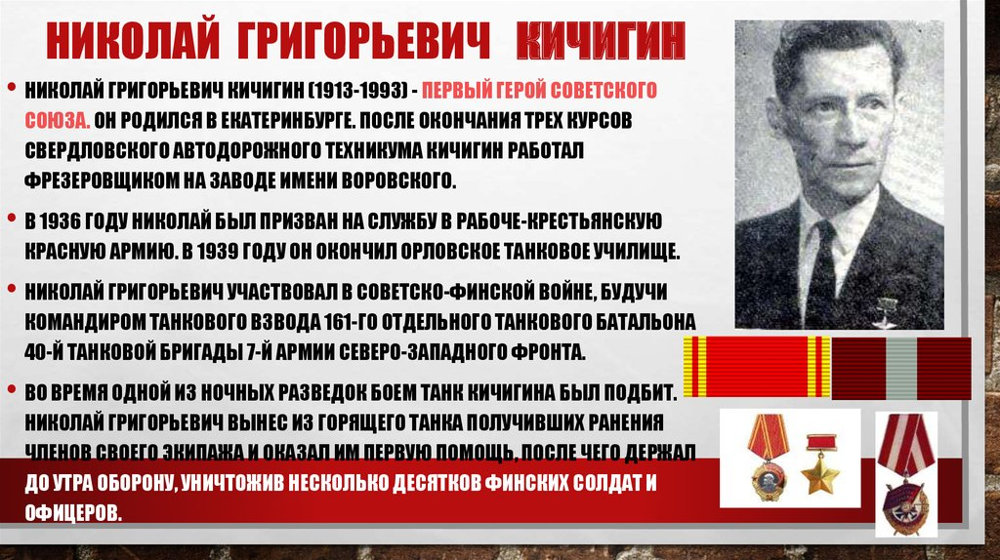 НИКОЛАЙ ГРИГОРЬЕВИЧ КИЧИГИН
• НИКОЛАЙ ГРИГОРЬЕВИЧ КИЧИГИН (1913-1993) - ПЕРВЫЙ ГЕРОЙ СОВЕТСКОГО
СОЮЗА. ОН РОДИЛСЯ В ЕКАТЕРИНБУРГЕ. ПОСЛЕ ОКОНЧАНИЯ ТРЕХ КУРСОВ
СВЕРДЛОВСКОГО АВТОДОРОЖНОГО ТЕХНИКУМА КИЧИГИН РАБОТАЛ
ФРЕЗЕРОВЩИКОМ НА ЗАВОДЕ ИМЕНИ ВОРОВСКОГО.
• В 1936 ГОДУ НИКОЛАЙ БЫЛ ПРИЗВАН НА СЛУЖБУ В РАБОЧЕ-КРЕСТЬЯНСКУЮ
КРАСНУЮ АРМИЮ. В 1939 ГОДУ ОН ОКОНЧИЛ ОРЛОВСКОЕ ТАНКОВОЕ УЧИЛИЩЕ.
• НИКОЛАЙ ГРИГОРЬЕВИЧ УЧАСТВОВАЛ В СОВЕТСКО-ФИНСКОЙ ВОЙНЕ, БУДУЧИ
КОМАНДИРОМ ТАНКОВОГО ВЗВОДА 161-ГО ОТДЕЛЬНОГО ТАНКОВОГО БАТАЛЬОНА
40-Й ТАНКОВОЙ БРИГАДЫ 7-Й АРМИИ СЕВЕРО-ЗАПАДНОГО ФРОНТА.
• ВО ВРЕМЯ ОДНОЙ ИЗ НОЧНЫХ РАЗВЕДОК БОЕМ ТАНК КИЧИГИНА БЫЛ ПОДБИТ.
НИКОЛАЙ ГРИГОРЬЕВИЧ ВЫНЕС ИЗ ГОРЯЩЕГО ТАНКА ПОЛУЧИВШИХ РАНЕНИЯ
ЧЛЕНОВ СВОЕГО ЭКИПАЖА И ОКАЗАЛ ИМ ПЕРВУЮ ПОМОЩЬ, ПОСЛЕ ЧЕГО ДЕРЖАЛ
ДО УТРА ОБОРОНУ, УНИЧТОЖИВ НЕСКОЛЬКО ДЕСЯТКОВ ФИНСКИХ СОЛДАТ И
ОФИЦЕРОВ.